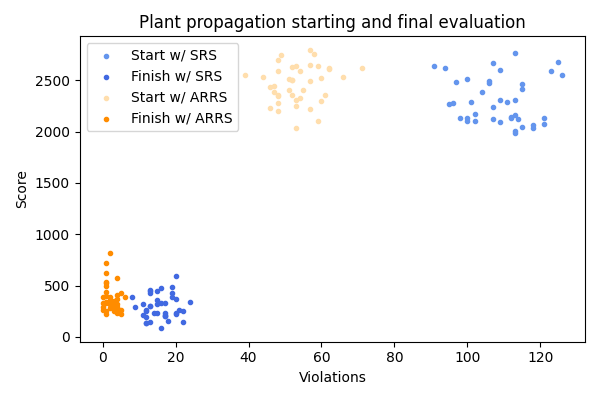 Plant propagation starting and final evaluation
Start w/ SRS
Finish w/ SRS
Start w/ ARRS
Finish w/ ARRS
Score
2500
2000
1500
1000
500
0
0 20 40 60 80 100 120
Violations